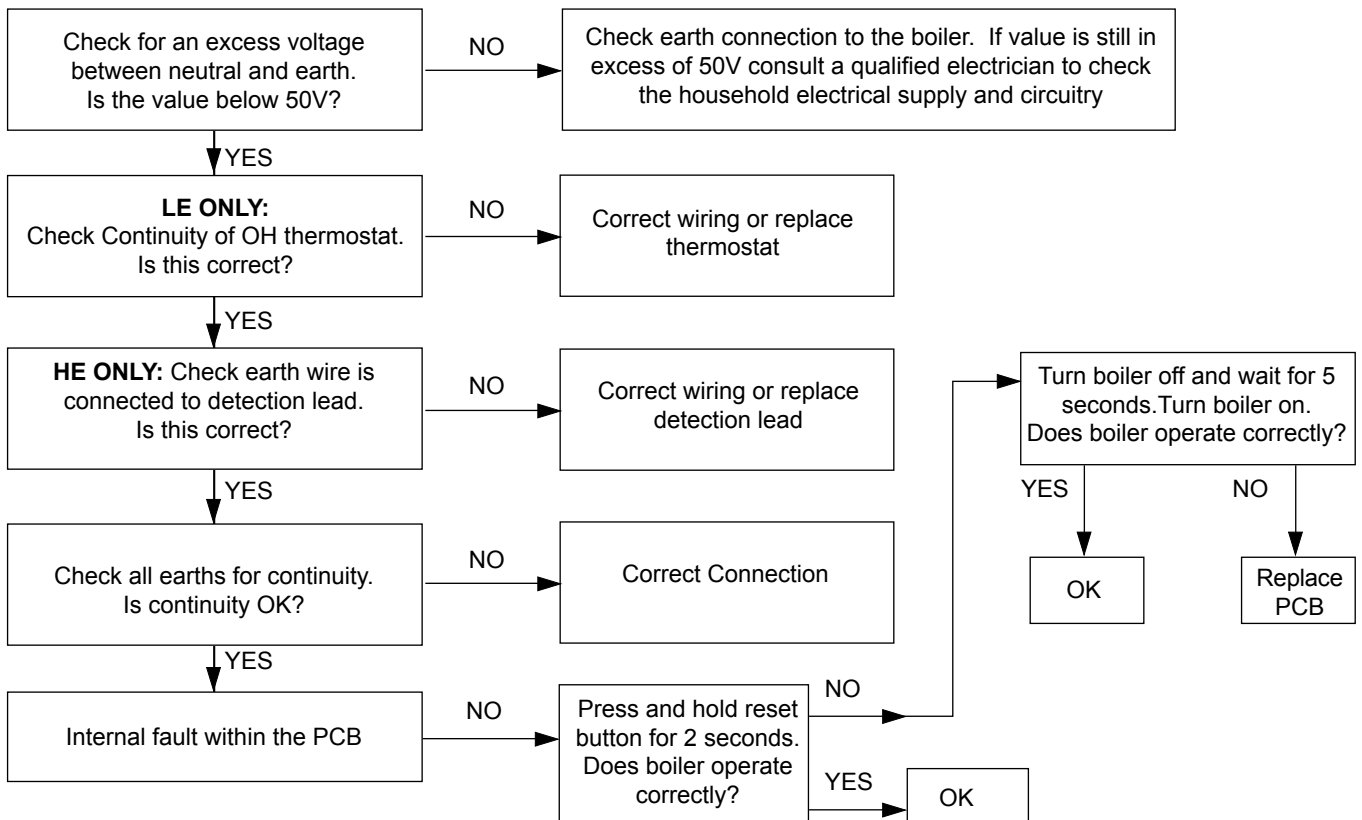 Check for an excess voltage
between neutral and earth.
Is the value below 50V?
NO
Check earth connection to the boiler. If value is still in
excess of 50V consult a qualified electrician to check
the household electrical supply and circuitry
YES
LE ONLY:
Check Continuity of OH thermostat.
Is this correct?
NO
Correct wiring or replace
thermostat
YES
HE ONLY: Check earth wire is
connected to detection lead.
Is this correct?
NO
Correct wiring or replace
detection lead
YES
Check all earths for continuity.
Is continuity OK?
NO
Correct Connection
YES
Internal fault within the PCB
NO
Press and hold reset
button for 2 seconds.
Does boiler operate
correctly?
NO
YES
OK
Turn boiler off and wait for 5
seconds.Turn boiler on.
Does boiler operate correctly?
YES
NO
OK
Replace
PCB